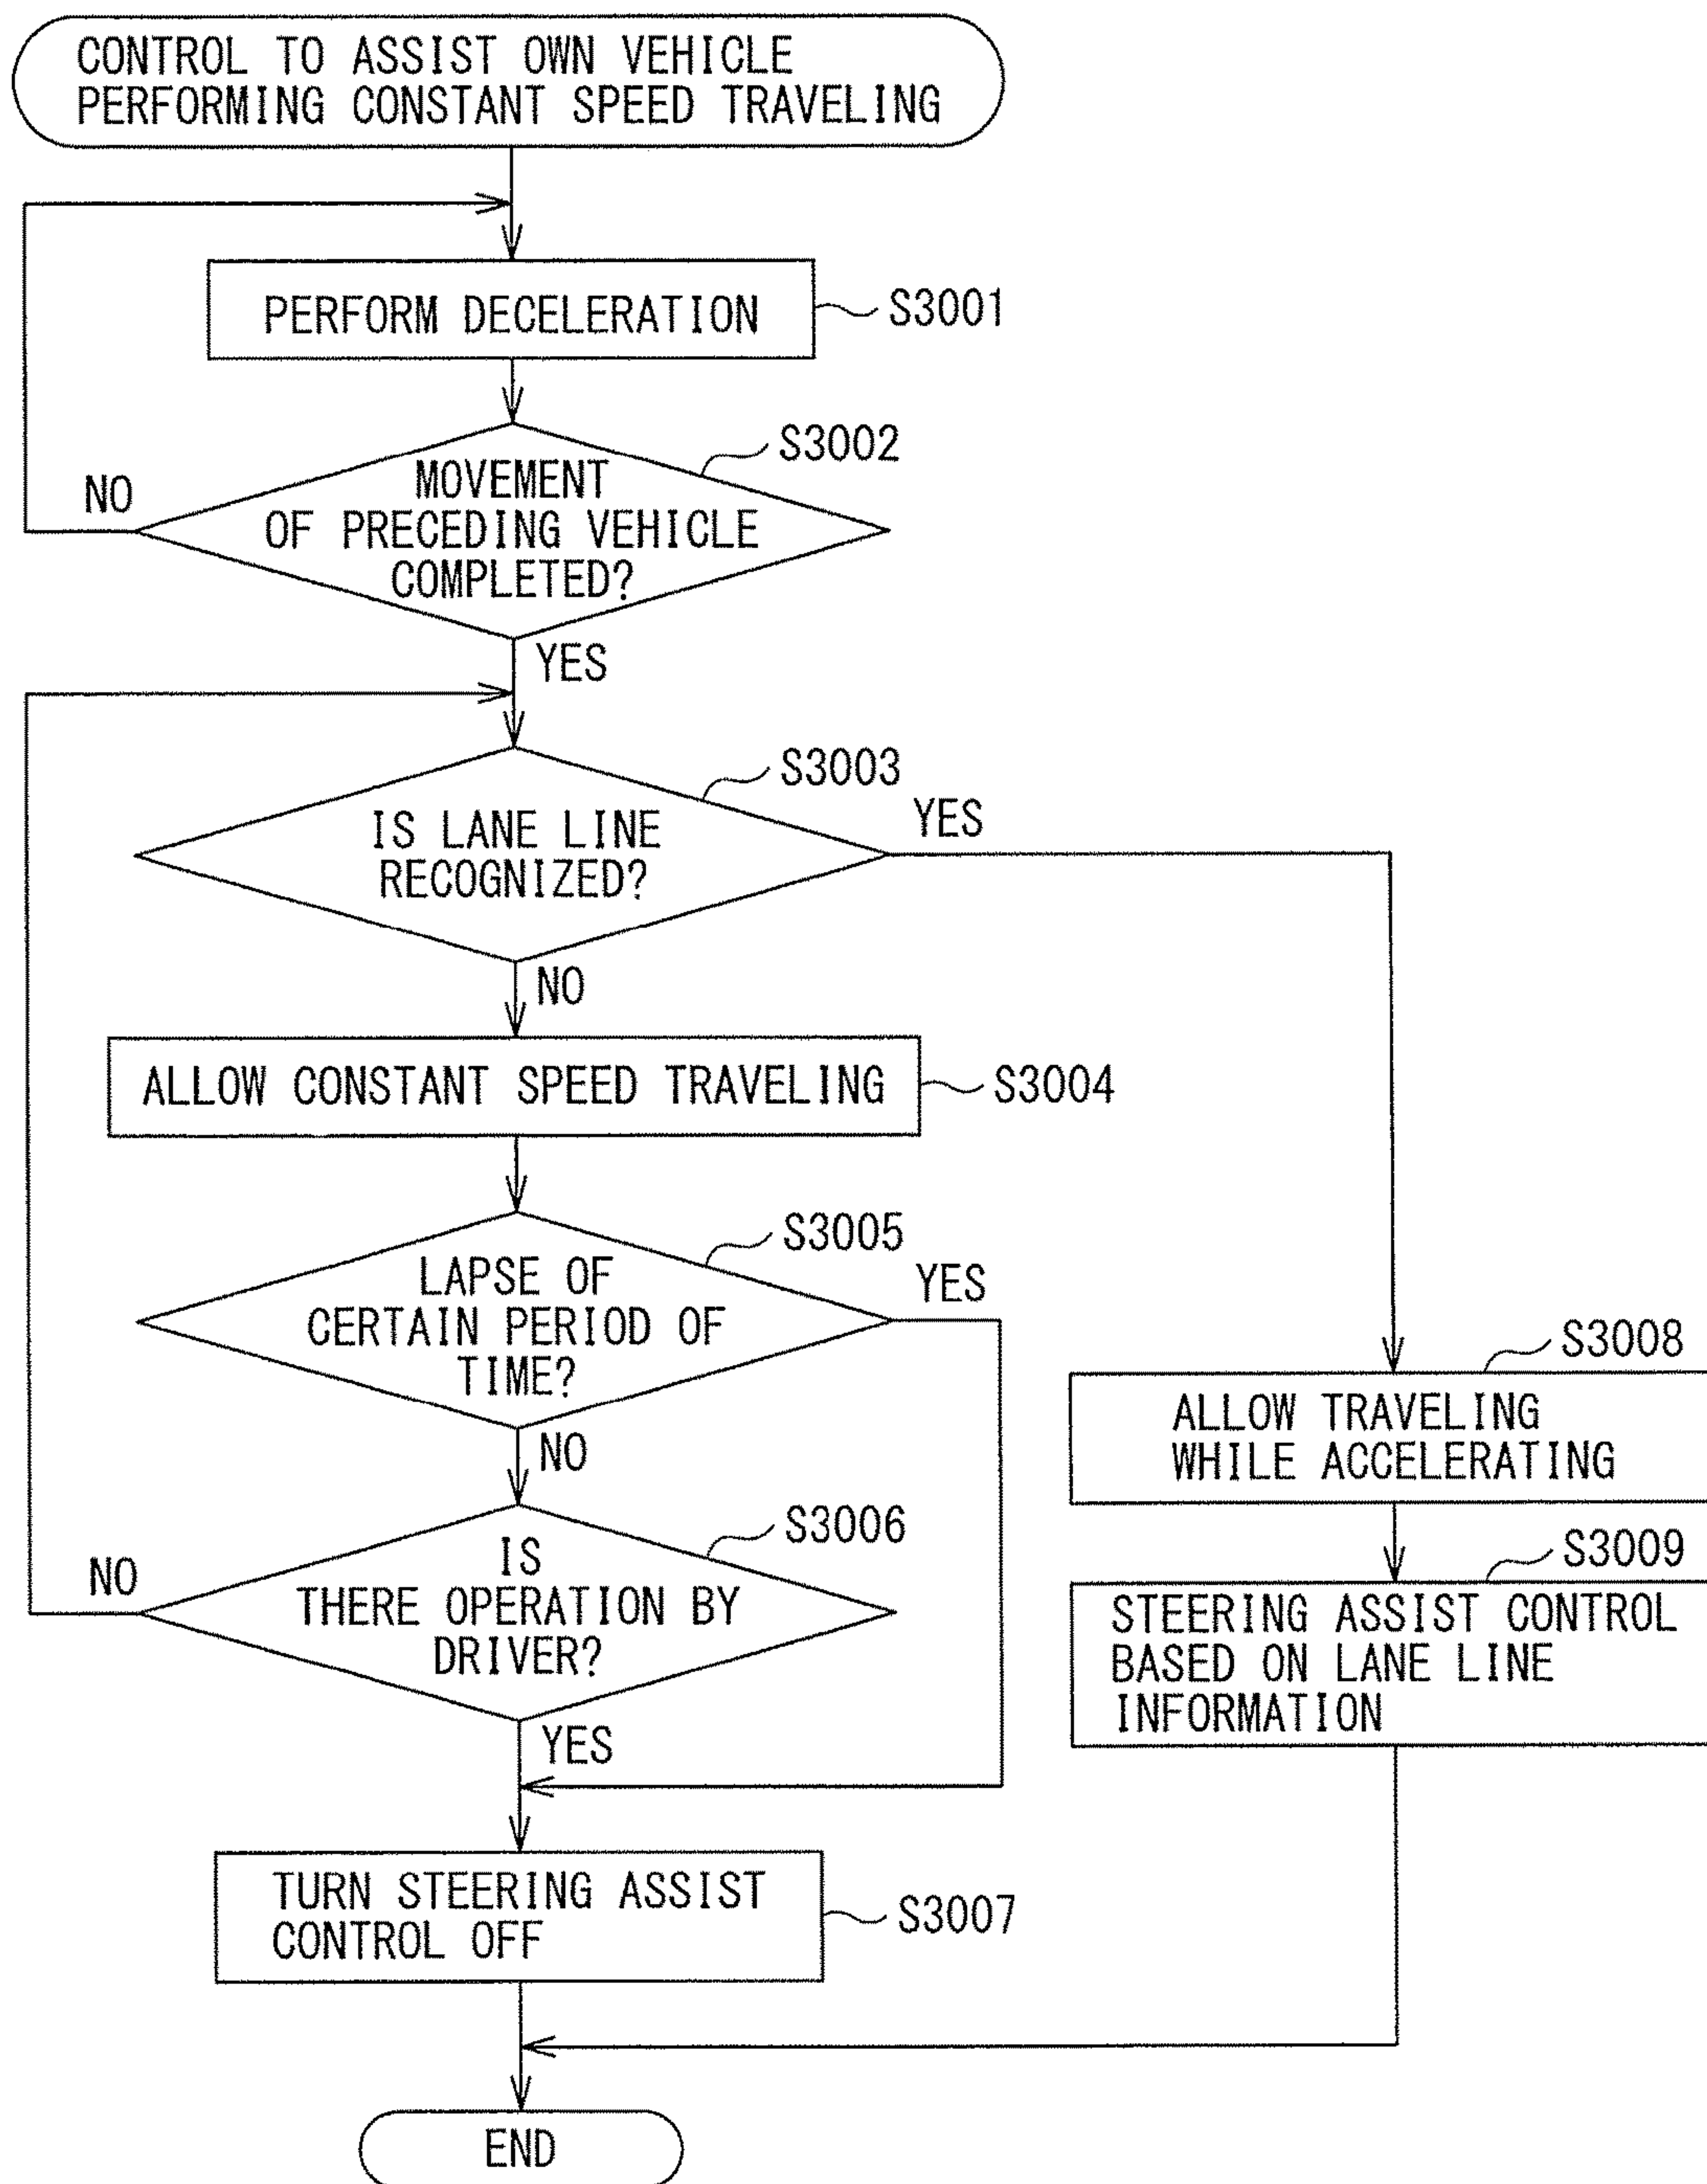 CONTROL TO ASSIST OWN VEHICLE
PERFORMING CONSTANT SPEED TRAVELING
PERFORM DECELERATION
S3001
S3002
MOVEMENT
OF PRECEDING VEHICLE
COMPLETED?
NO
YES
S3003
IS LANE LINE
RECOGNIZED?
YES
NO
ALLOW CONSTANT SPEED TRAVELING
S3004
S3005
LAPSE OF
CERTAIN PERIOD OF
TIME?
YES
NO
S3006
IS
THERE OPERATION BY
DRIVER?
NO
YES
TURN STEERING ASSIST
CONTROL OFF
S3007
S3008
ALLOW TRAVELING
WHILE ACCELERATING
S3009
STEERING ASSIST CONTROL
BASED ON LANE LINE
INFORMATION
END